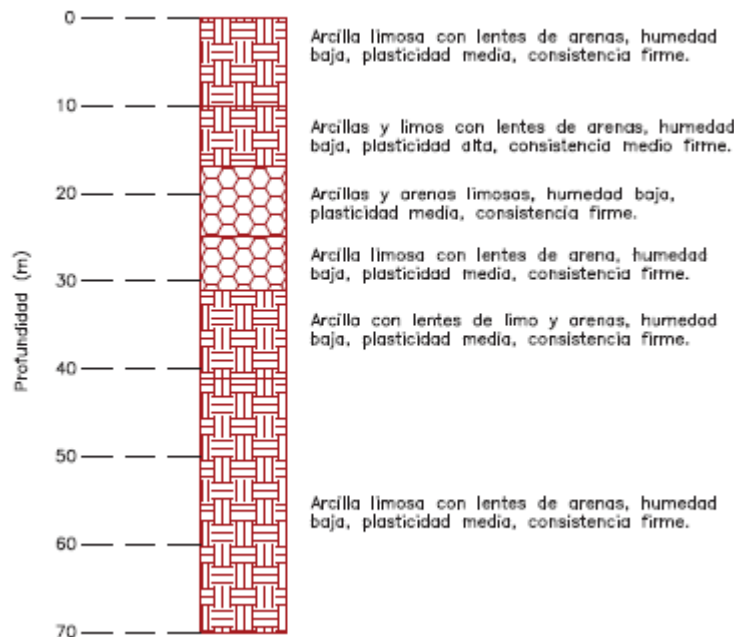 0
Arcilla limosa con lentes de arenas, humedad
baja, plasticidad media, consistencia firme.
10
Arcillas y limos con lentes de arenas, humedad
baja, plasticidad alta, consistencia medio firme.
20
Arcillas y arenas limosas, humedad baja,
plasticidad media, consistencia firme.
Arcilla limosa con lentes de arena, humedad
baja, plasticidad media, consistencia firme.
30
Profundidad (m)
Arcilla con lentes de limo y arenas, humedad
baja, plasticidad media, consistencia firme.
40
50
Arcilla limosa con lentes de arenas, humedad
baja, plasticidad media, consistencia firme.
60
70